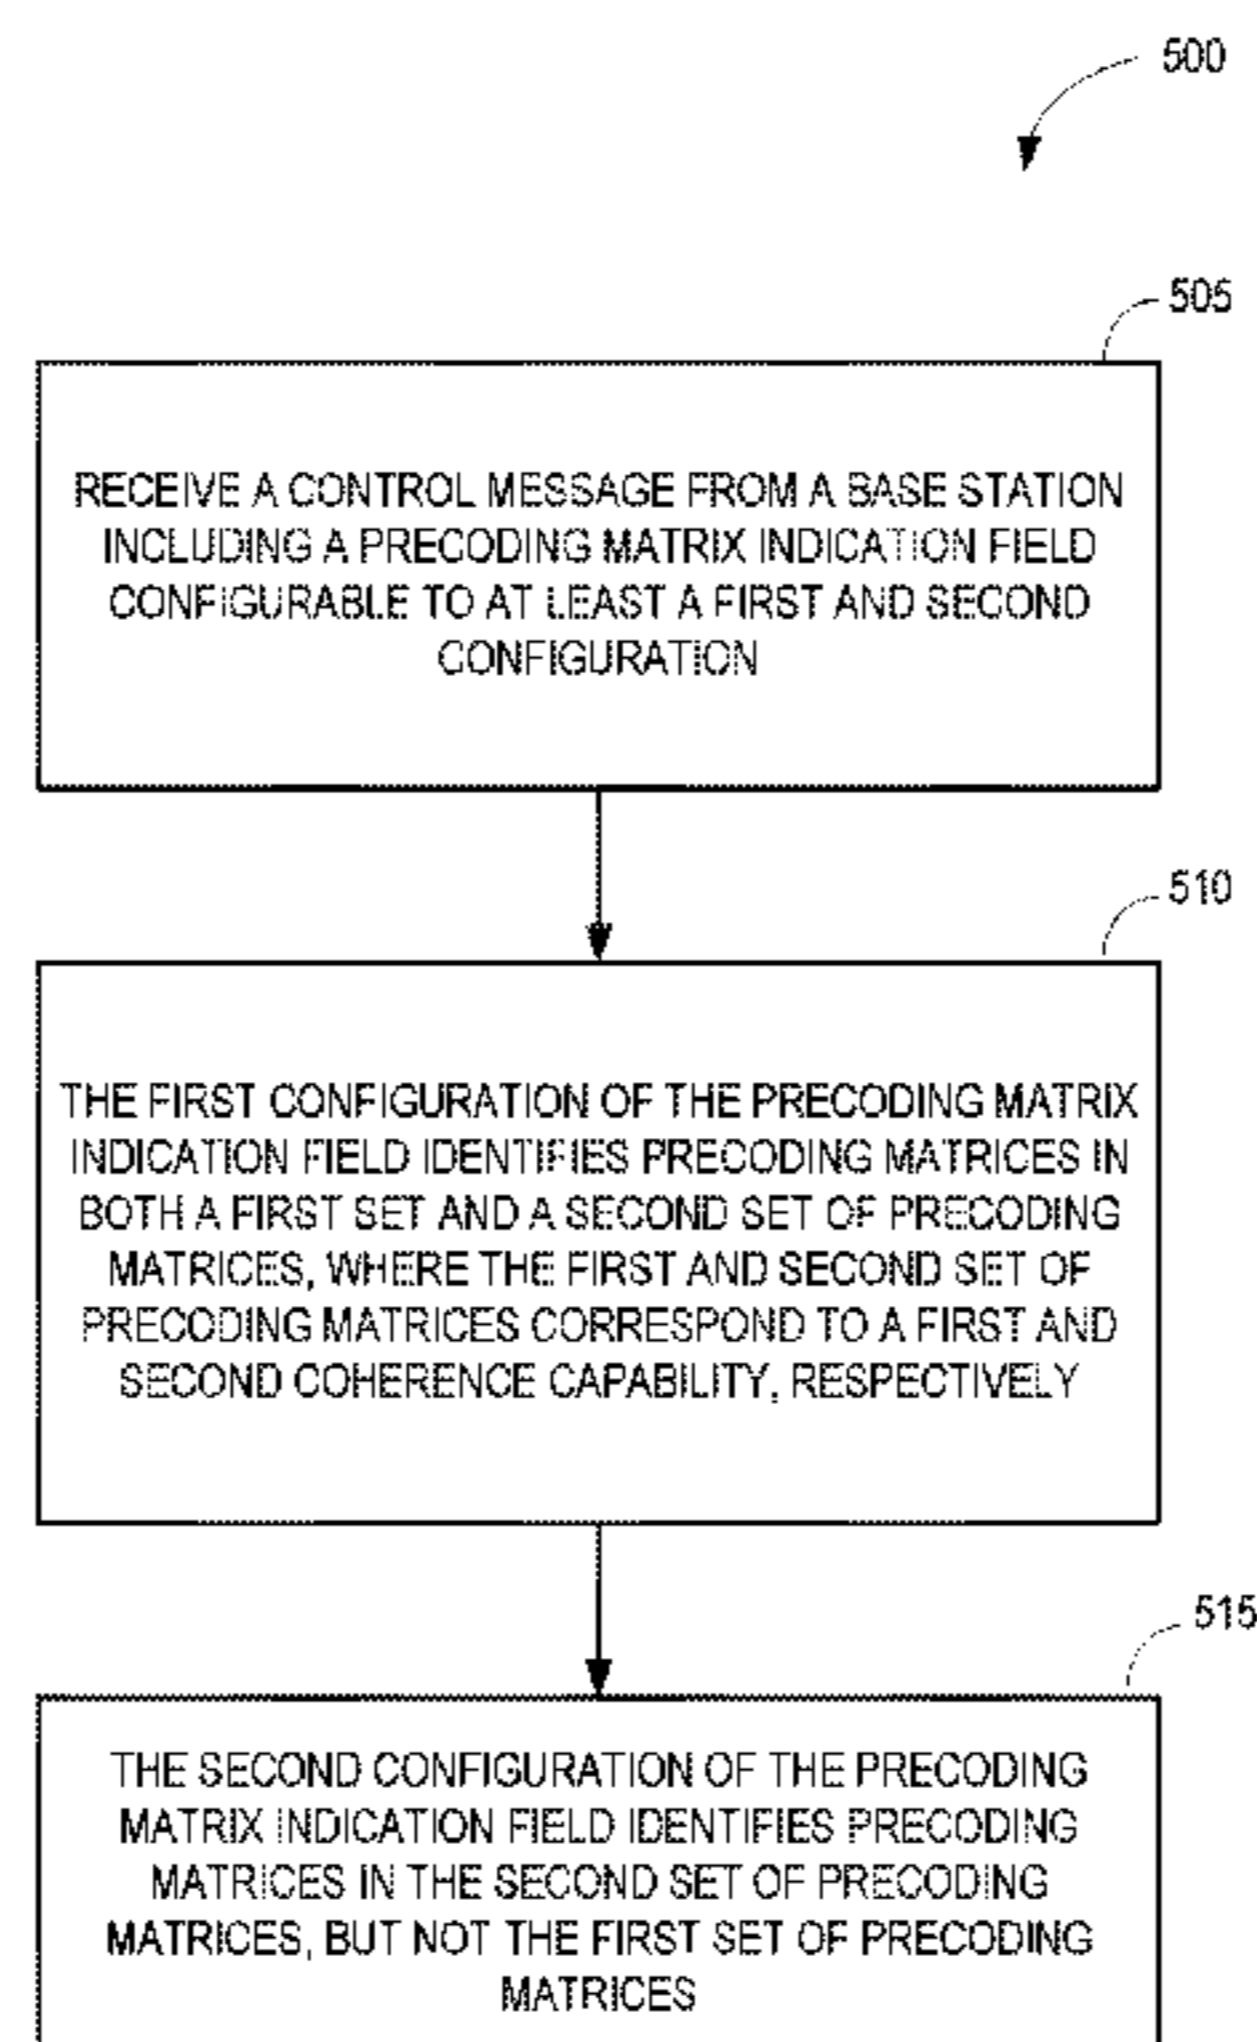 500
505
RECEIVE A CONTROL MESSAGE FROM A BASE STATION
INCLUDING A PRECODING MATRIX INDICATION FIELD
CONFIGURABLE TO AT LEAST A FIRST AND SECOND
CONFIGURATION
510
THE FIRST CONFIGURATION OF THE PRECODING MATRIX
INDICATION FIELD IDENTIFIES PRECODING MATRICES IN
BOTH A FIRST SET AND A SECOND SET OF PRECODING
MATRICES, WHERE THE FIRST AND SECOND SET OF
PRECODING MATRICES CORRESPOND TO A FIRST AND
SECOND COHERENCE CAPABILITY, RESPECTIVELY
515
THE SECOND CONFIGURATION OF THE PRECODING
MATRIX INDICATION FIELD IDENTIFIES PRECODING
MATRICES IN THE SECOND SET OF PRECODING
MATRICES, BUT NOT THE FIRST SET OF PRECODING
MATRICES